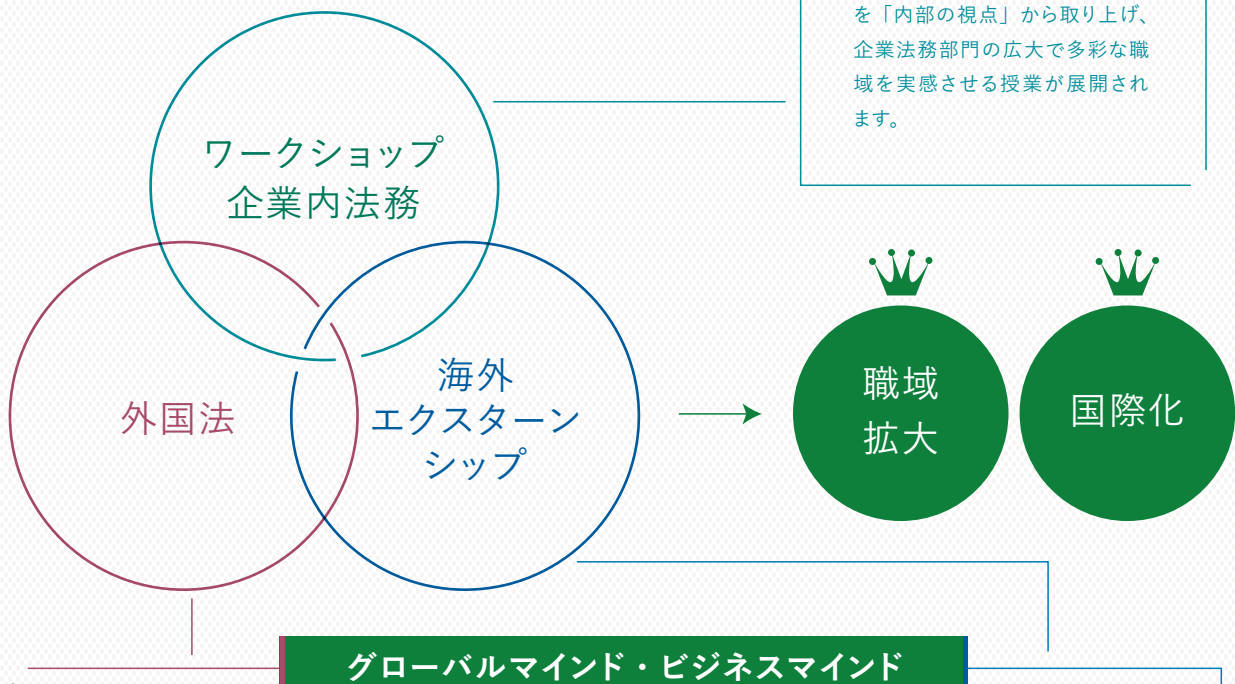 を「内部の視点」から取り上げ、
企業法務部門の広大で多彩な職
域を実感させる授業が展開され
ます。
ワークショップ
企業内法務
外国法
海外
エクスターン
シップ
職域
拡大
国際化
グローバルマインド・ビジネスマインド